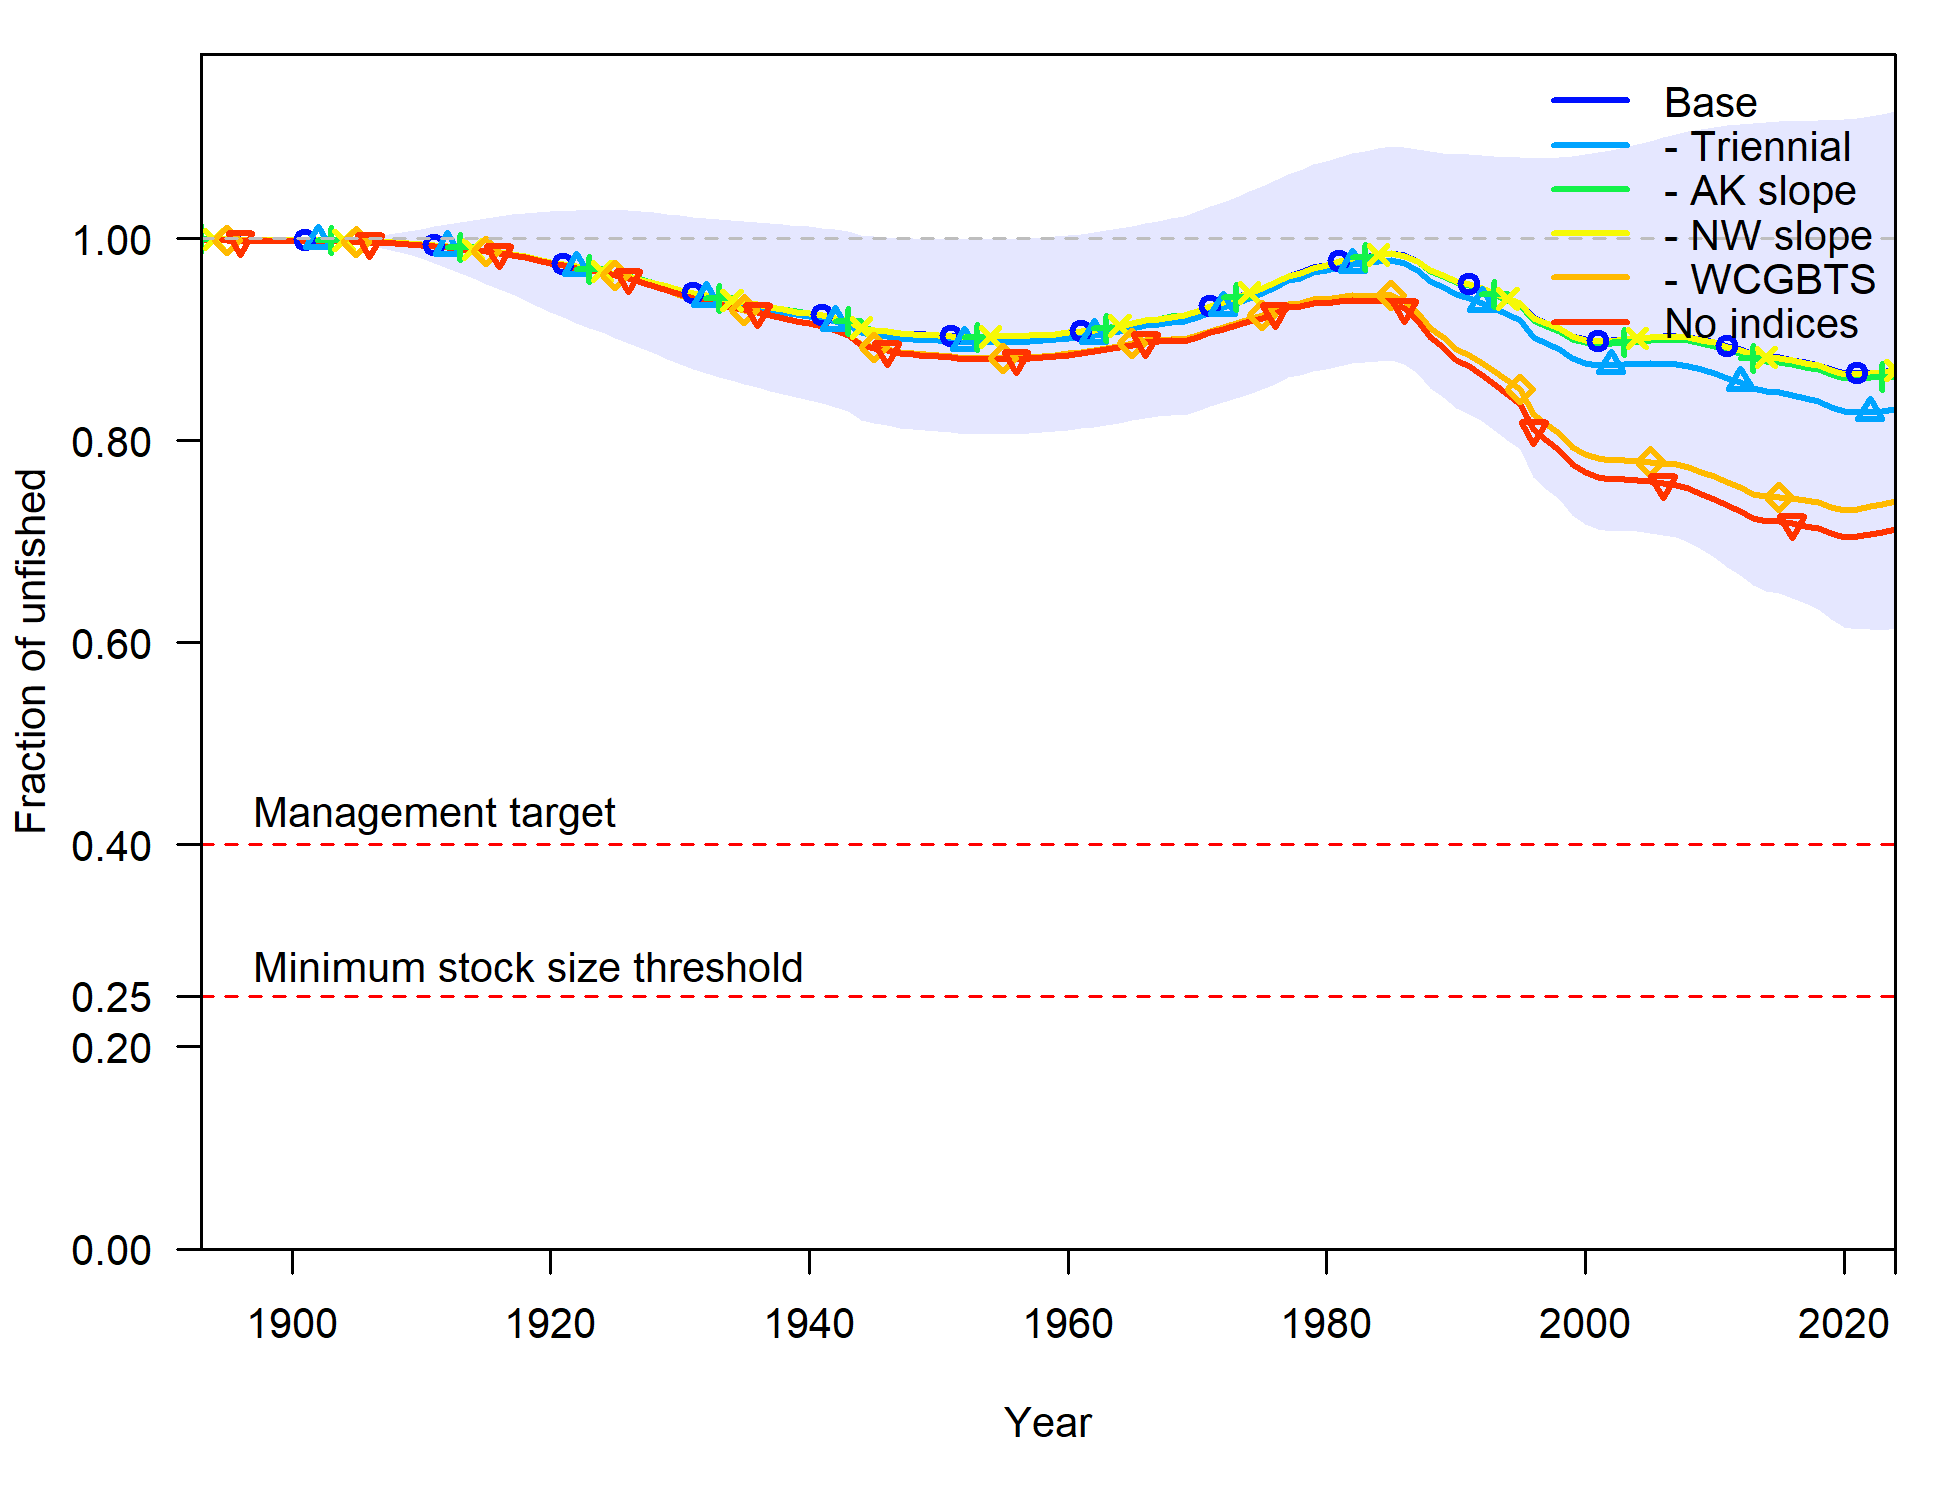 Base
- Triennial
- AK slope
- NW slope
- WCGBTS
No indices
Fraction of unfished
1.00
0.80
0.60
0.40
0.25
0.20
0.00
Management target
Minimum stock size threshold
1900 1920 1940 1960 1980 2000 2020
Year